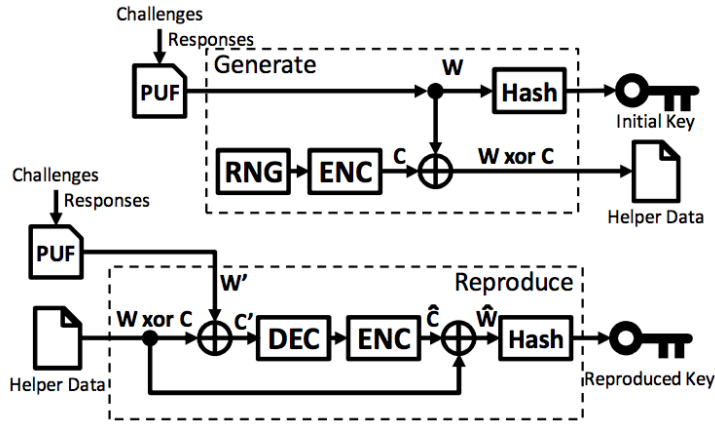 Challenges
Responses
PUF
Generate
W
Hash
Initial Key
RNG
ENC
C
W xor C
Helper Data
Challenges
Responses
PUF
Reproduce
W'
W xor C
C'
DEC
ENC
Ĉ
Ŵ
Hash
Helper Data
Reproduced Key